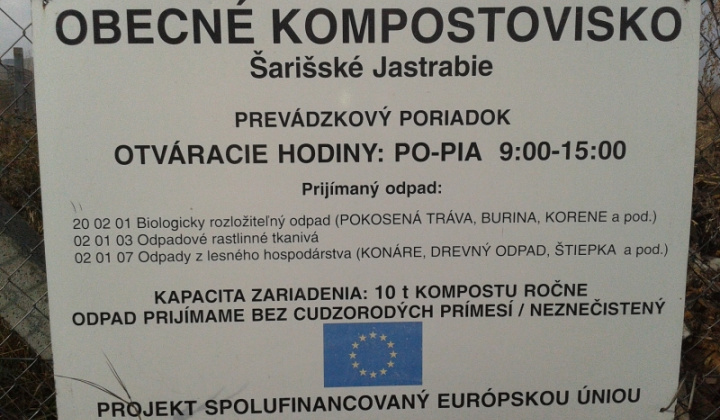 OBECNÉ KOMPOSTOVISKO
Šarišské Jastrabie
PREVÁDZKOVÝ PORIADOK
OTVÁRACIE HODINY: PO-PIA 9:00-15:00
Prijímaný odpad:
20 02 01 Biologicky rozložiteľný odpad (POKOSENÁ TRÁVA, BURINA, KORENE a pod.)
02 01 03 Odpadové rastlinné tkanivá
02 01 07 Odpady z lesného hospodárstva (KONÁRE, DREVNÝ ODPAD, ŠTIEPKA a pod.)
KAPACITA ZARIADENIA: 10 t KOMPOSTU ROČNE
ODPAD PRIJÍMAME BEZ CUDZORODÝCH PRÍMESÍ / NEZNEČISTENÝ
PROJEKT SPOLUFINANCOVANÝ EURÓPSKOU ÚNIOU